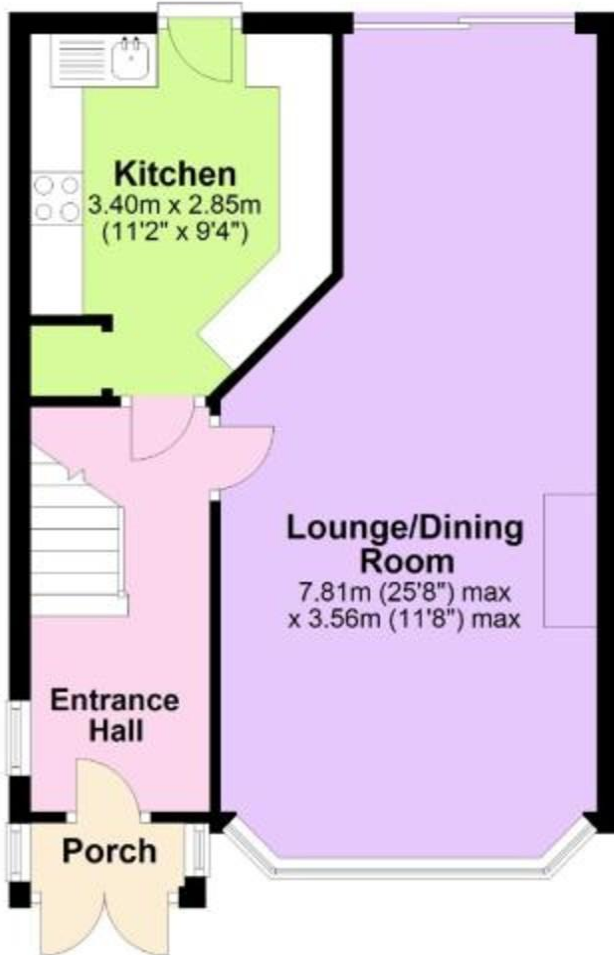 Kitchen
3.40m x 2.85m
(11'2" x 9'4")
Lounge/Dining
Room
7.81m (25'8") max
x 3.56m (11'8") max
Entrance
Hall
Porch